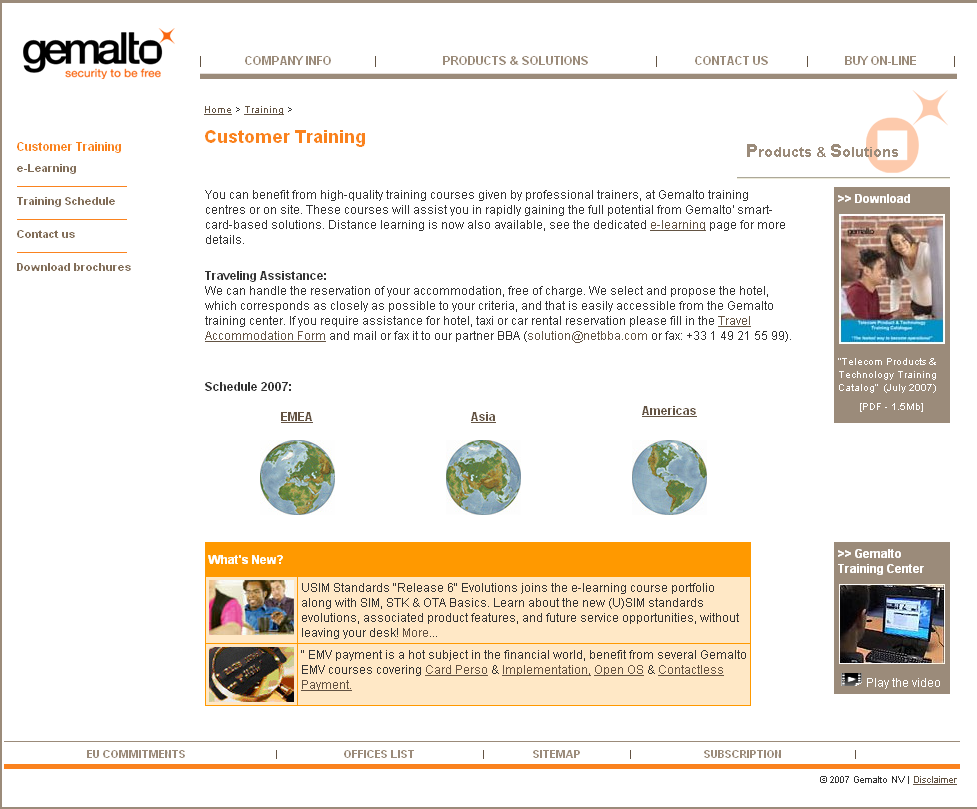 gemalto
security to be free
COMPANY INFO
PRODUCTS & SOLUTIONS
CONTACT US
BUY ON-LINE
Home > Training >
Customer Training
Products & Solutions
Customer Training
e-Learning
Training Schedule
Contact us
Download brochures
You can benefit from high-quality training courses given by professional trainers, at Gemalto training
centres or on site. These courses will assist you in rapidly gaining the full potential from Gemalto' smart-
card-based solutions. Distance learning is now also available, see the dedicated e-learning page for more
details.
Traveling Assistance:
We can handle the reservation of your accommodation, free of charge. We select and propose the hotel,
which corresponds as closely as possible to your criteria, and that is easily accessible from the Gemalto
training center. If you require assistance for hotel, taxi or car rental reservation please fill in the Travel
Accommodation Form and mail or fax it to our partner BBA (solution@netbba.com or fax: +33 1 49 21 55 99).
Schedule 2007:
EMEA
Asia
Americas
What's New?
USIM Standards "Release 6" Evolutions joins the e-learning course portfolio
along with SIM, STK & OTA Basics. Learn about the new (U)SIM standards
evolutions, associated product features, and future service opportunities, without
leaving your desk! More...
" EMV payment is a hot subject in the financial world, benefit from several Gemalto
EMV courses covering Card Perso & Implementation, Open OS & Contactless
Payment.
>> Download
gemalto
Telecom Product & Technology
Training Catalogue
"The fastest way to become operational"
"Telecom Products &
Technology Training
Catalog" (July 2007)
[PDF - 1.5Mb]
>> Gemalto
Training Center
Play the video
EU COMMITMENTS
OFFICES LIST
SITEMAP
SUBSCRIPTION
© 2007 Gemalto NV | Disclaimer